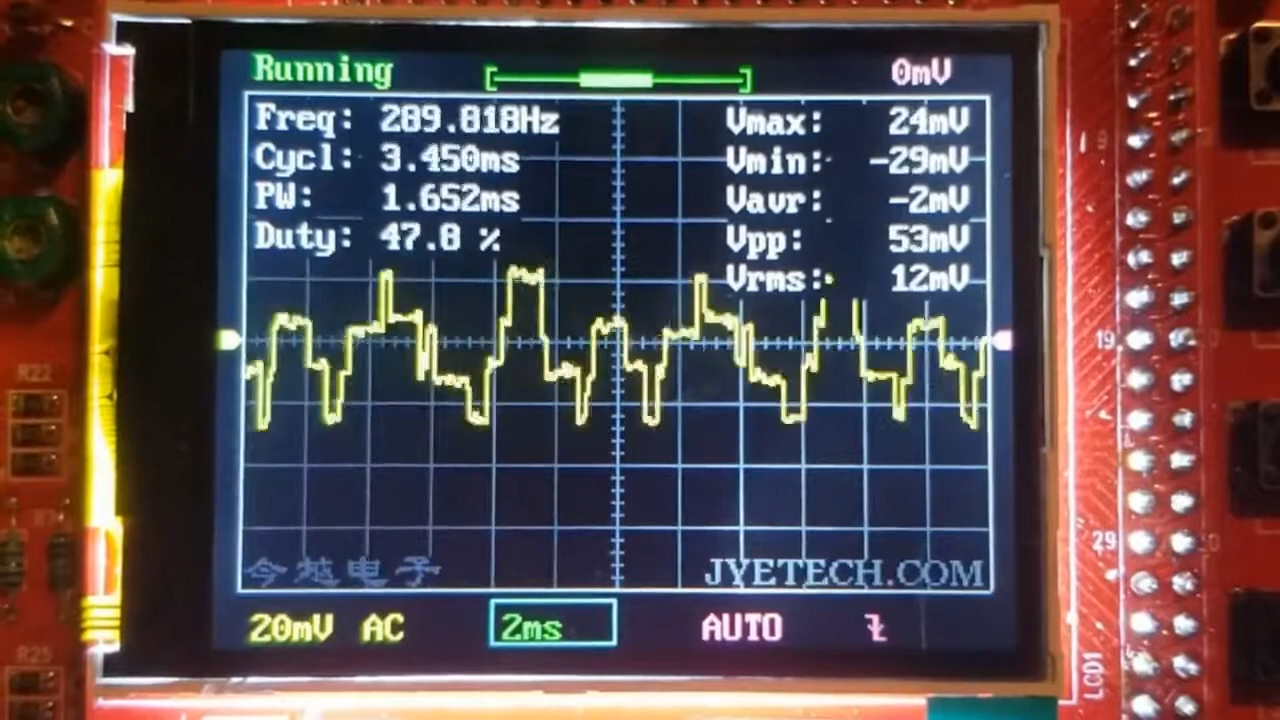 Running 0mV
Freq: 289.818Hz Vmax: 24mV
Cycl: 3.450ms Vmin: -29mV
PW: 1.652ms Vavr: -2mV
Duty: 47.8 % Vpp: 53mV
Vrms: 12mV
今越电子 JYETECH.COM
20mV AC 2ms AUTO
R22
R25
9
19
29
LCD1